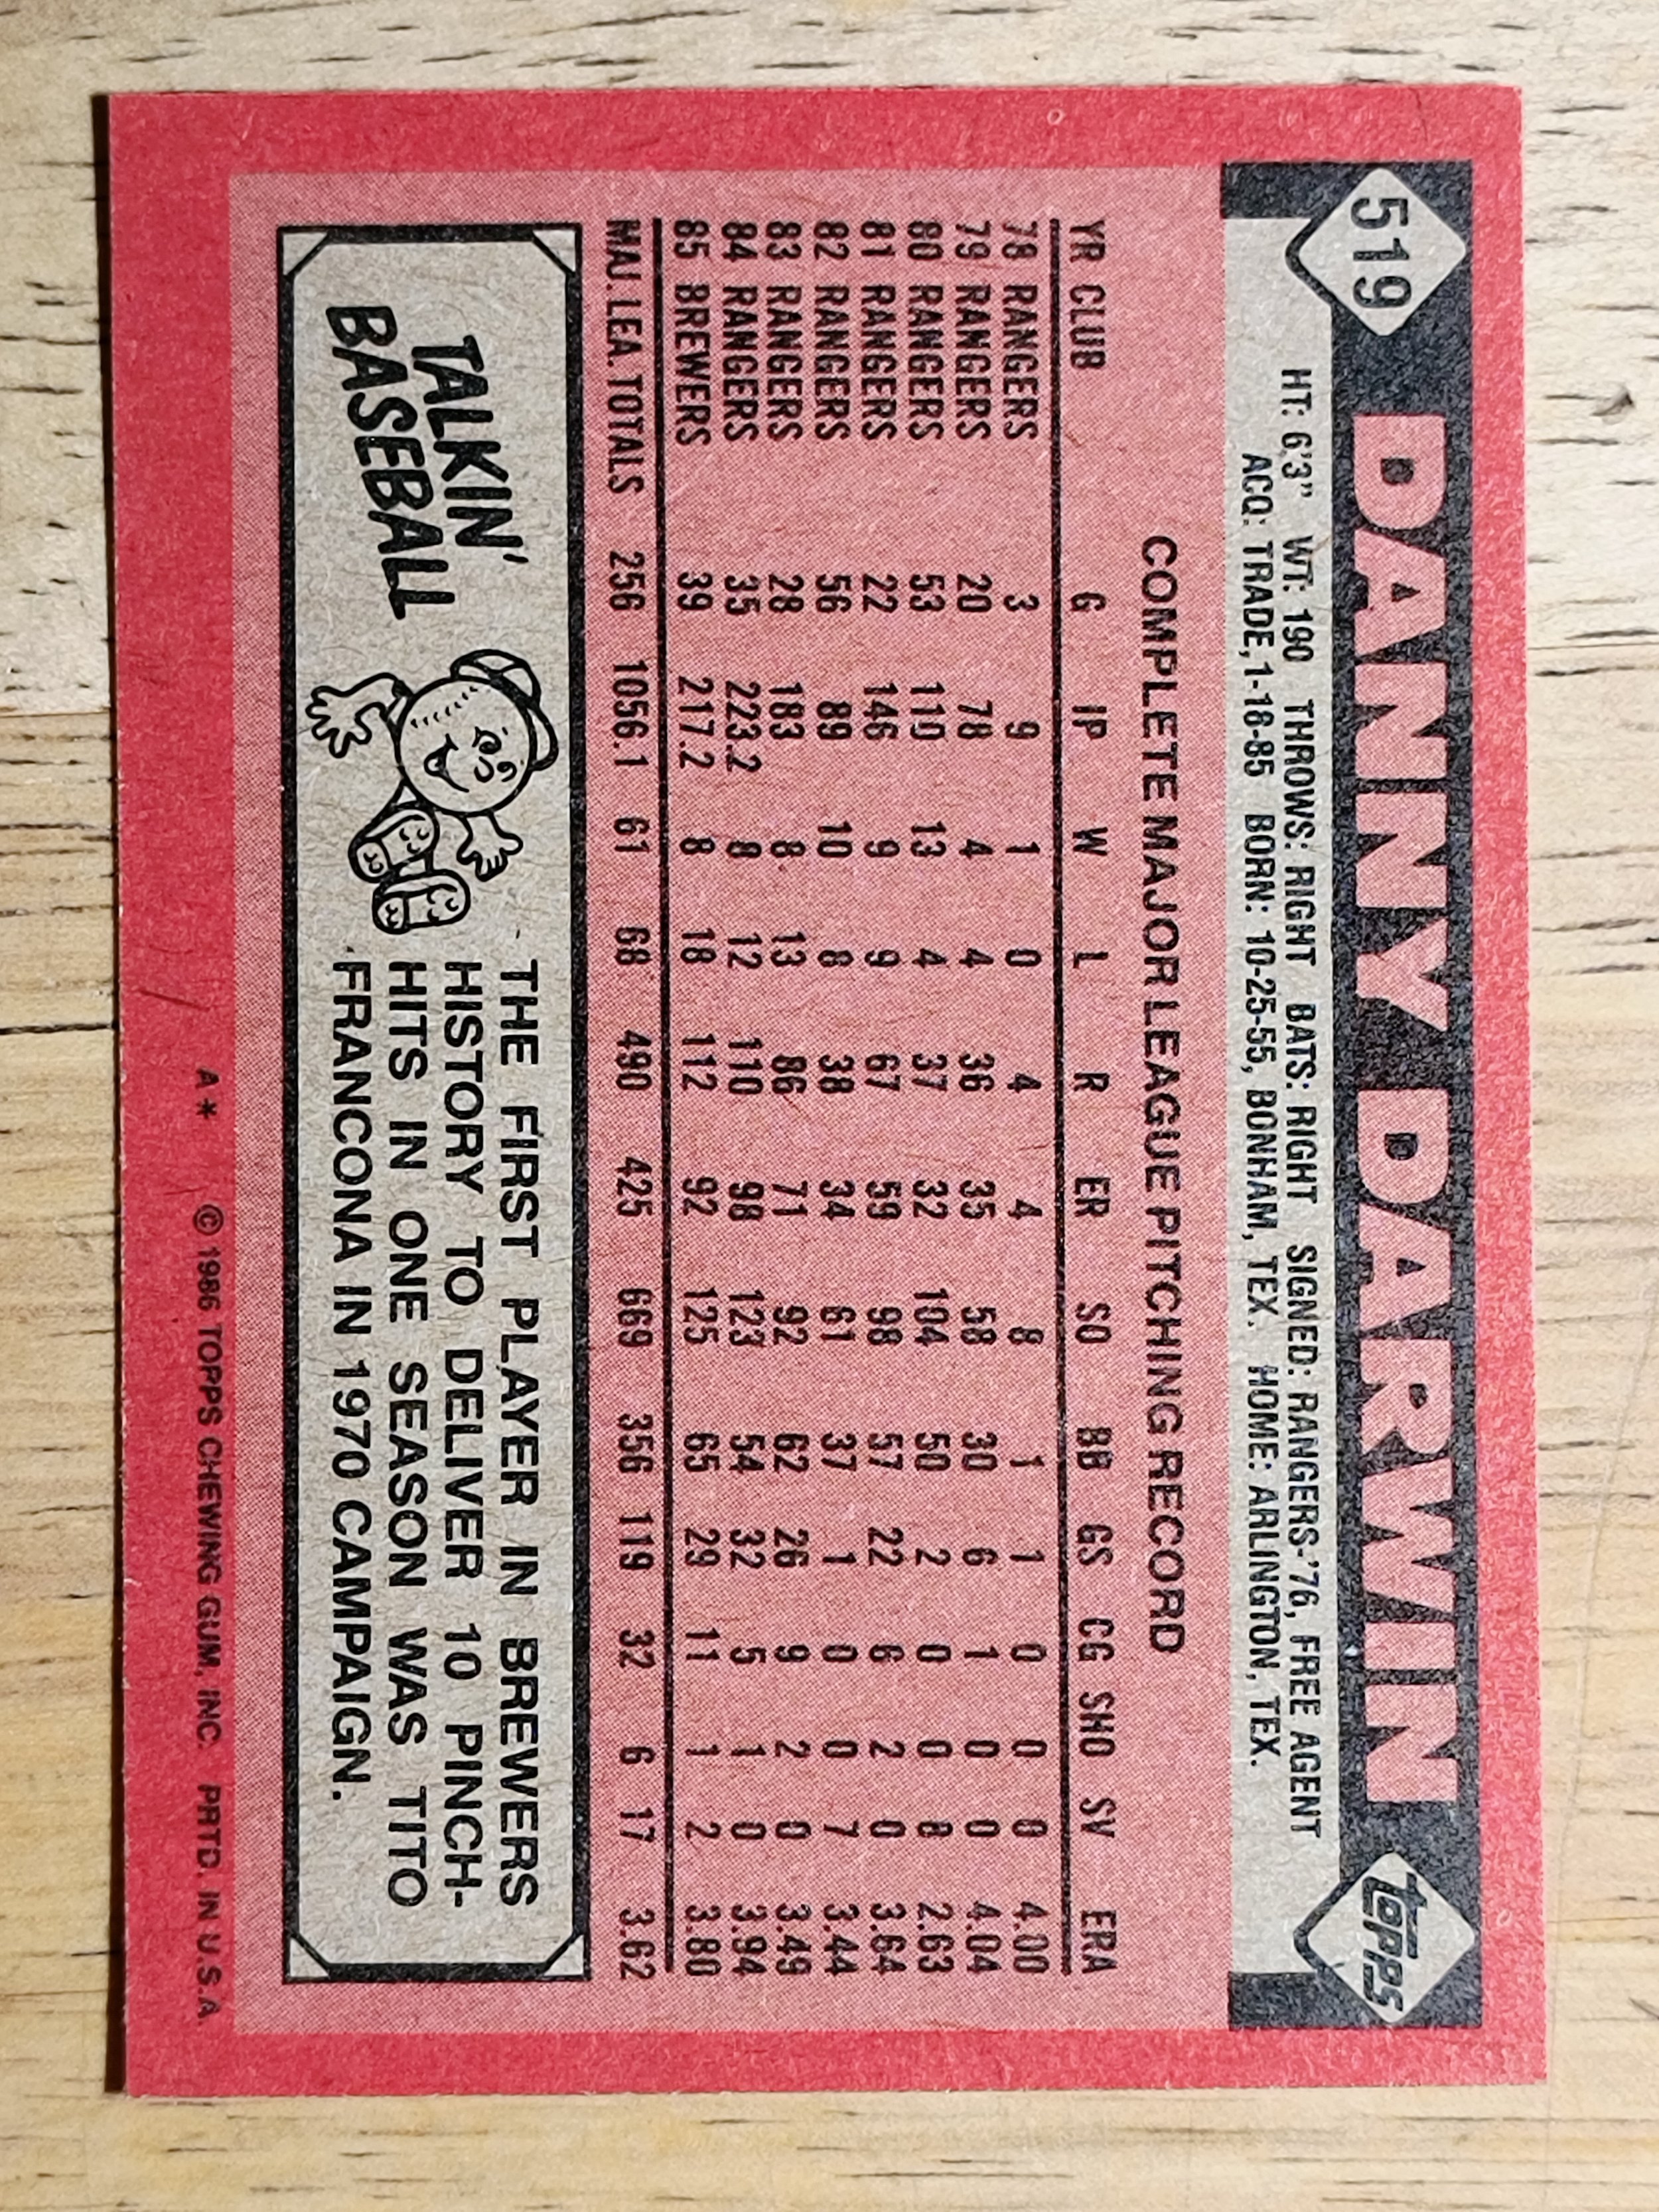 519 DANNY DARWIN topps
HT: 6'3" WT: 190 THROWS: RIGHT BATS: RIGHT SIGNED: RANGERS-'76, FREE AGENT
ACQ: TRADE, 1-18-85 BORN: 10-25-55, BONHAM, TEX. HOME: ARLINGTON, TEX.
COMPLETE MAJOR LEAGUE PITCHING RECORD
YR CLUB G IP W L R ER SO BB GS CG SHO SV ERA
78 RANGERS 3 9 1 0 4 4 8 1 1 0 0 0 4.00
79 RANGERS 20 78 4 4 36 35 58 30 6 1 0 0 4.04
80 RANGERS 53 110 13 4 37 32 104 50 2 0 0 8 2.63
81 RANGERS 22 146 9 9 67 59 98 57 22 6 2 0 3.64
82 RANGERS 56 89 10 8 38 34 61 37 1 0 0 7 3.44
83 RANGERS 28 183 8 13 86 71 92 62 26 9 2 0 3.49
84 RANGERS 35 223.2 8 12 110 98 123 54 32 5 1 0 3.94
85 BREWERS 39 217.2 8 18 112 92 125 65 29 11 1 2 3.80
MAJ. LEA. TOTALS 256 1056.1 61 68 490 425 669 356 119 32 6 17 3.62
TALKIN'
BASEBALL
THE FIRST PLAYER IN BREWERS
HISTORY TO DELIVER 10 PINCH-
HITS IN ONE SEASON WAS TITO
FRANCONA IN 1970 CAMPAIGN.
A* © 1986 TOPPS CHEWING GUM, INC. PRTD. IN U.S.A.